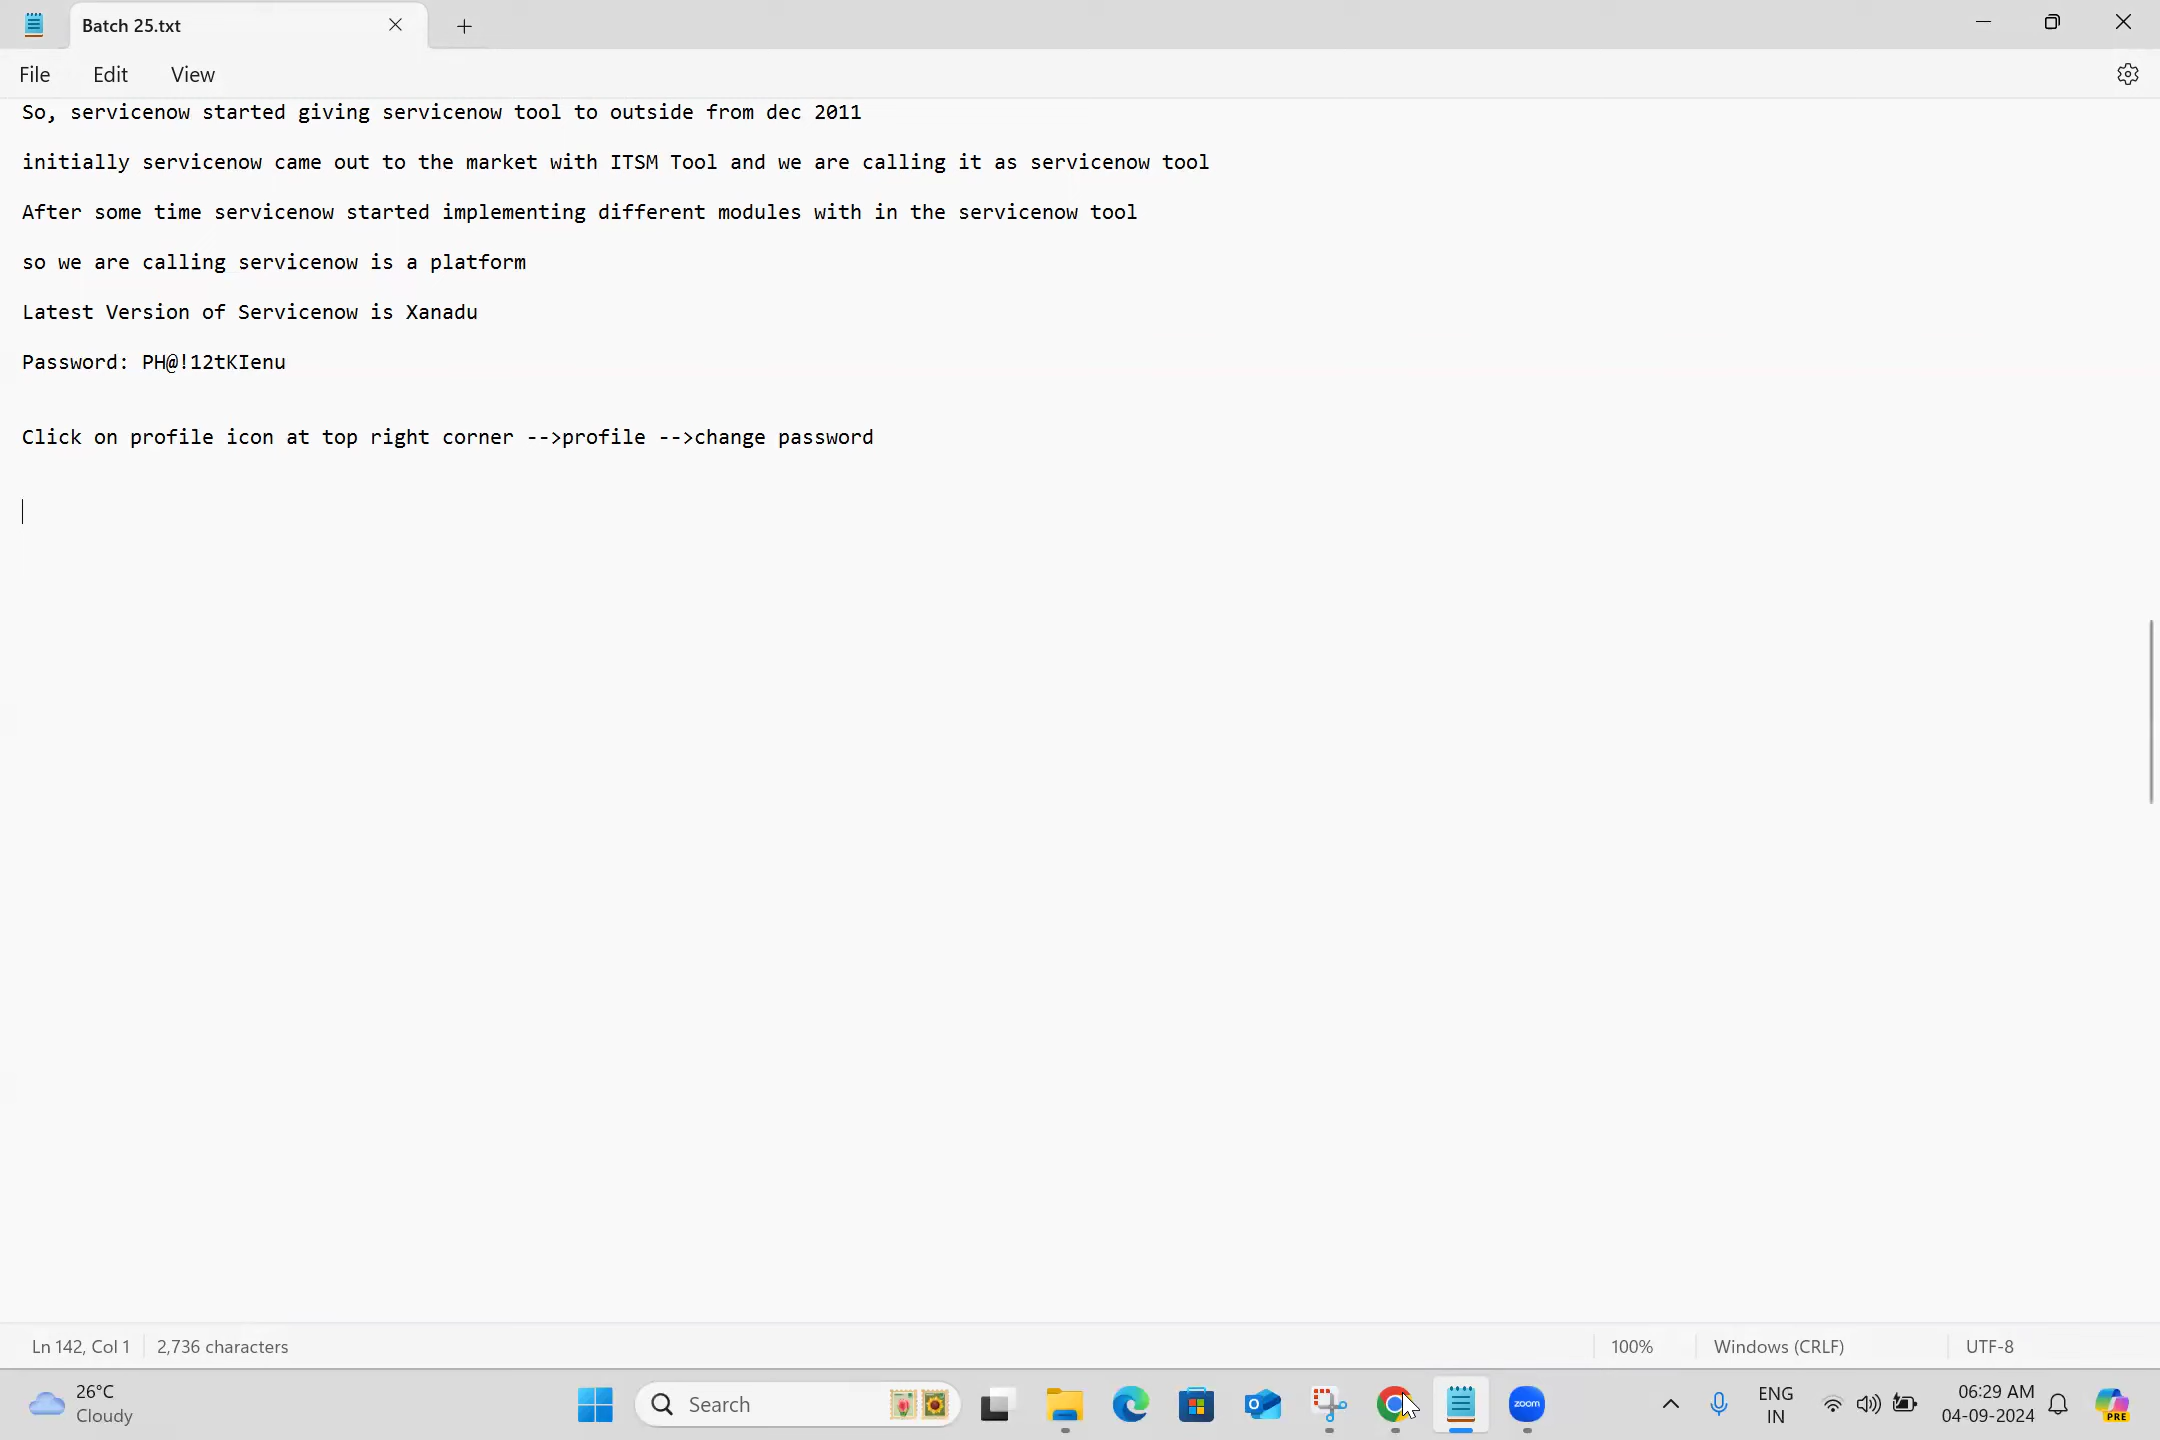 Batch 25.txt
File Edit View
So, servicenow started giving servicenow tool to outside from dec 2011
initially servicenow came out to the market with ITSM Tool and we are calling it as servicenow tool
After some time servicenow started implementing different modules with in the servicenow tool
so we are calling servicenow is a platform
Latest Version of Servicenow is Xanadu
Password: PH@!12tKIenu
Click on profile icon at top right corner -->profile -->change password
Ln 142, Col 1 2,736 characters 100% Windows (CRLF) UTF-8
26°C
Cloudy
Search
zoom
ENG
IN
06:29 AM
04-09-2024
PRE